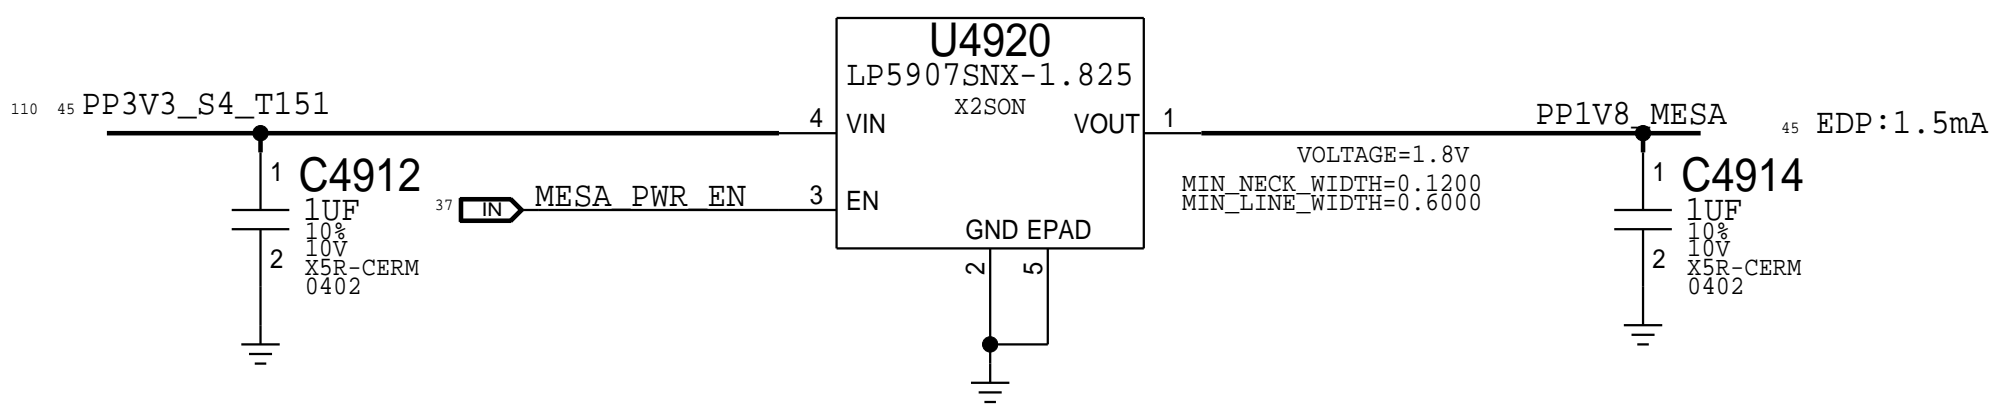 U4920
LP5907SNX-1.825
X2SON
110 45 PP3V3_S4_T151
4 VIN
VOUT 1
PP1V8_MESA
45 EDP:1.5mA
VOLTAGE=1.8V
MIN_NECK_WIDTH=0.1200
MIN_LINE_WIDTH=0.6000
1 C4912
1UF
10%
10V
2
X5R-CERM
0402
37 IN MESA_PWR_EN 3 EN
GND EPAD
2 5
1 C4914
1UF
10%
10V
2
X5R-CERM
0402